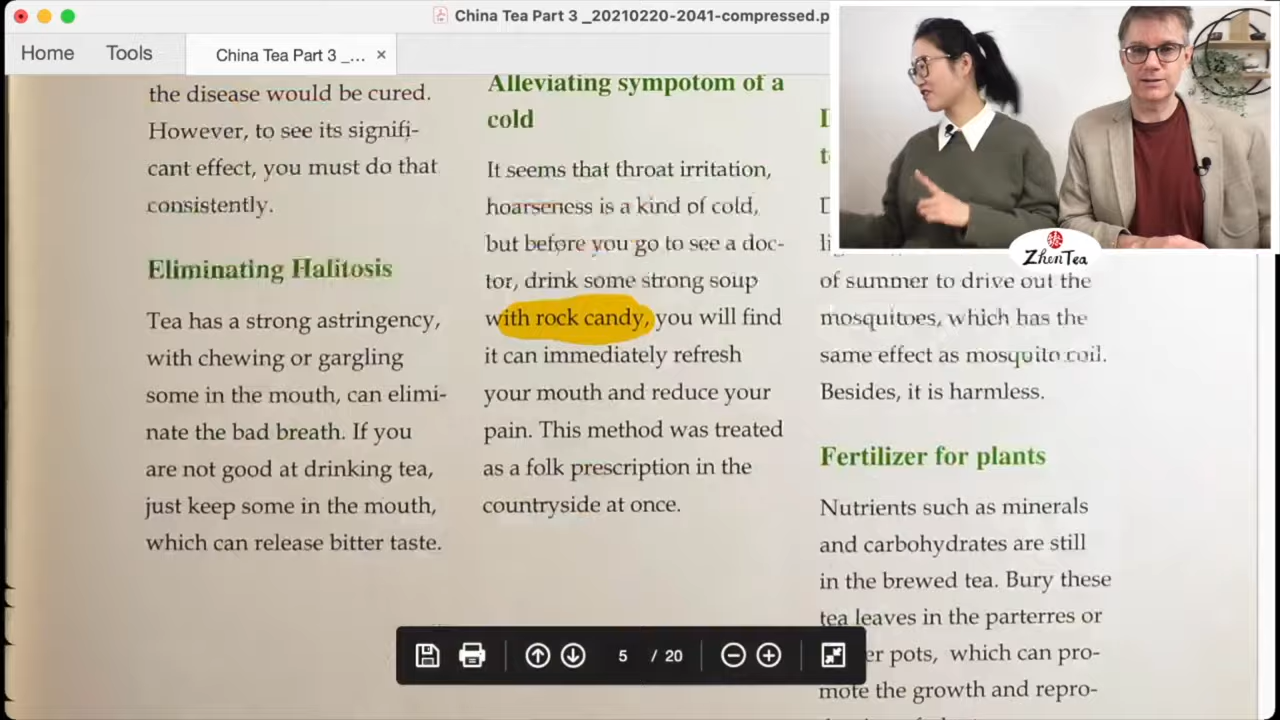 China Tea Part 3 _20210220-2041-compressed.p
Home
Tools
China Tea Part 3 _... ×
the disease would be cured.
However, to see its signifi-
cant effect, you must do that
consistently.
Eliminating Halitosis
Tea has a strong astringency,
with chewing or gargling
some in the mouth, can elimi-
nate the bad breath. If you
are not good at drinking tea,
just keep some in the mouth,
which can release bitter taste.
Alleviating sympotom of a
cold
It seems that throat irritation,
hoarseness is a kind of cold,
but before you go to see a doc-
tor, drink some strong soup
with rock candy, you will find
it can immediately refresh
your mouth and reduce your
pain. This method was treated
as a folk prescription in the
countryside at once.
of summer to drive out the
mosquitoes, which has the
same effect as mosquito coil.
Besides, it is harmless.
Fertilizer for plants
Nutrients such as minerals
and carbohydrates are still
in the brewed tea. Bury these
tea leaves in the parterres or
er pots, which can pro-
mote the growth and repro-
ZhenTea
5 / 20